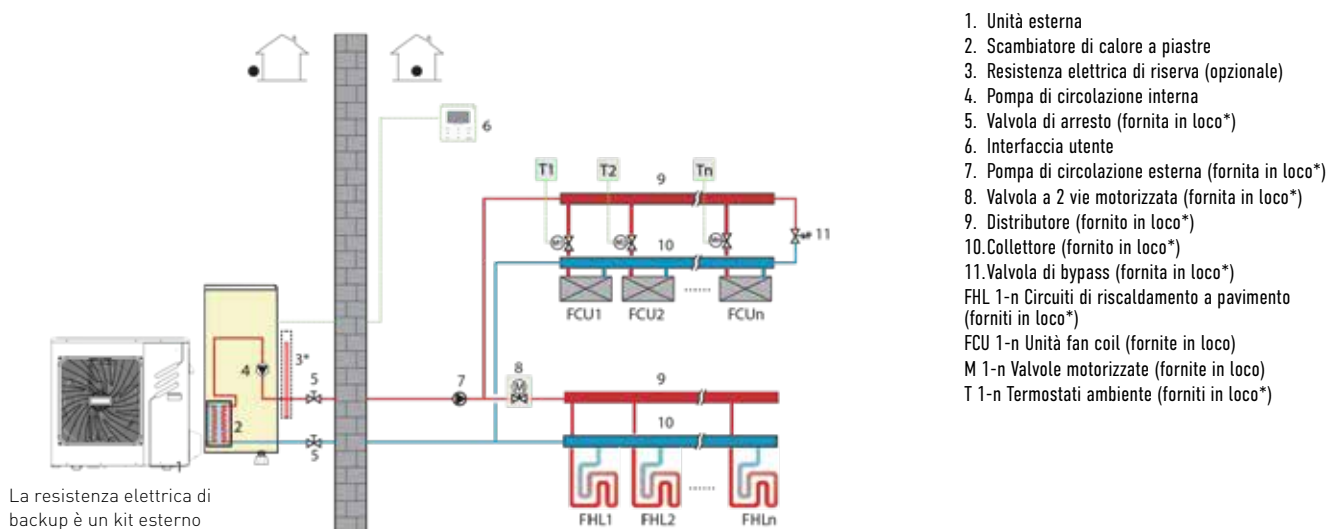 1. Unità esterna
2. Scambiatore di calore a piastre
3. Resistenza elettrica di riserva (opzionale)
4. Pompa di circolazione interna
5. Valvola di arresto (fornita in loco*)
6. Interfaccia utente
7. Pompa di circolazione esterna (fornita in loco*)
8. Valvola a 2 vie motorizzata (fornita in loco*)
9. Distributore (fornito in loco*)
10.Collettore (fornito in loco*)
11.Valvola di bypass (fornita in loco*)
FHL 1-n Circuiti di riscaldamento a pavimento
(forniti in loco*)
FCU 1-n Unità fan coil (fornite in loco)
M 1-n Valvole motorizzate (fornite in loco)
T 1-n Termostati ambiente (forniti in loco*)
6
T1 T2 Tn
9
M M M
11
10
FCU1 FCU2 ...... FCUn
3*
4
5
7
8
M
9
10
2
5
1
FHL1 FHL2 ...... FHLn
La resistenza elettrica di
backup è un kit esterno